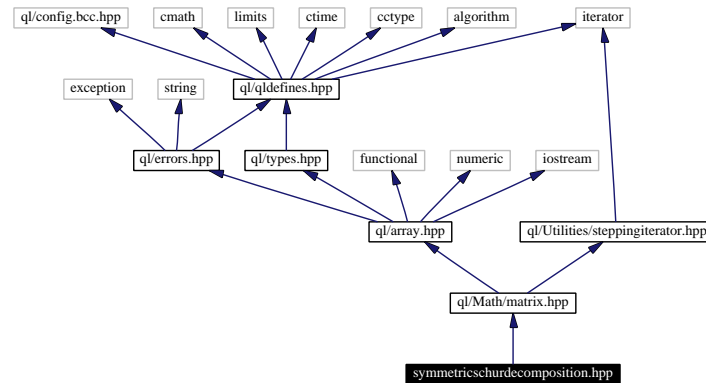 ql/config.bcc.hpp cmath limits ctime cctype algorithm iterator
exception string ql/qldefines.hpp
ql/errors.hpp ql/types.hpp functional numeric iostream
ql/array.hpp ql/Utilities/steppingiterator.hpp
ql/Math/matrix.hpp
symmetricschurdecomposition.hpp